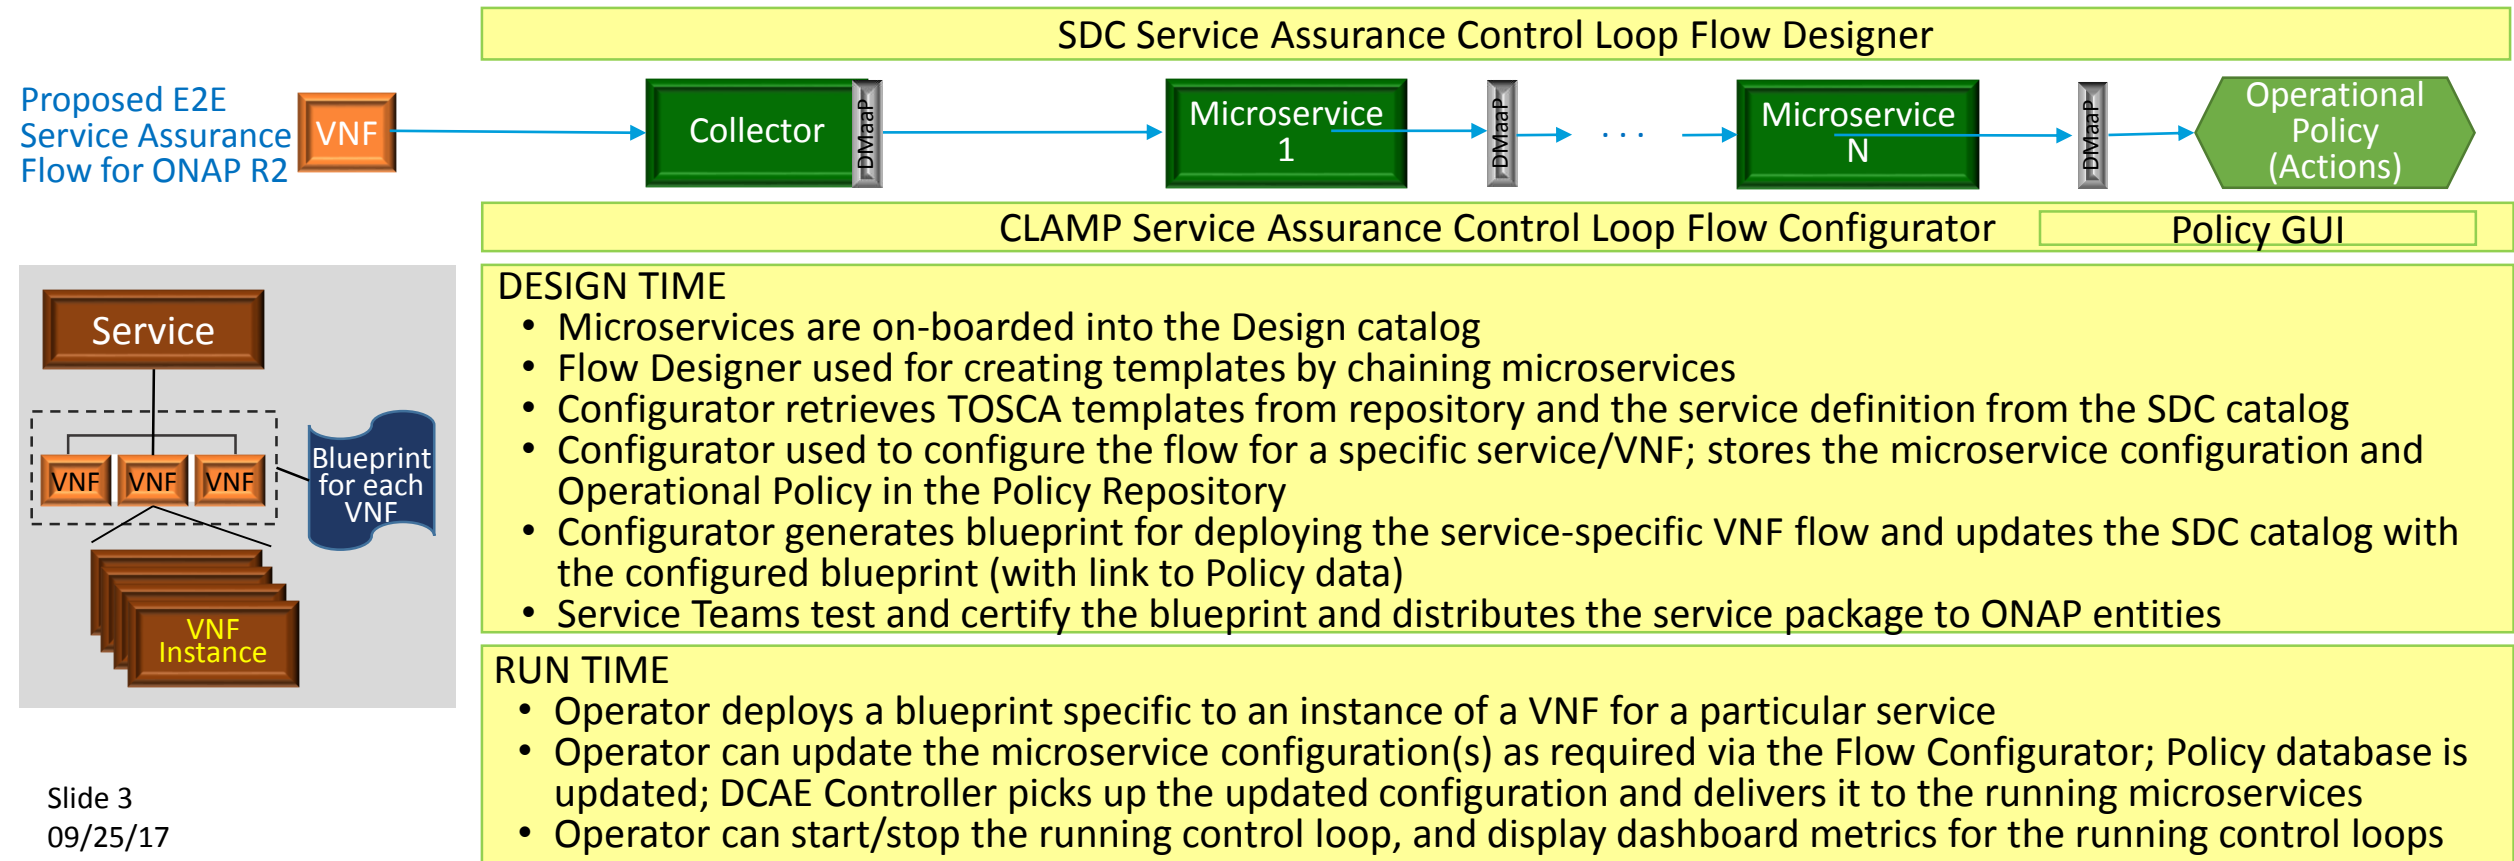 SDC Service Assurance Control Loop Flow Designer
Proposed E2E
Service Assurance
Flow for ONAP R2
VNF
Collector
DMaaP
Microservice
1
DMaaP
. . .
Microservice
N
DMaaP
Operational
Policy
(Actions)
CLAMP Service Assurance Control Loop Flow Configurator
Policy GUI
Service
VNF
VNF
VNF
Blueprint
for each
VNF
VNF
Instance
DESIGN TIME
• Microservices are on-boarded into the Design catalog
• Flow Designer used for creating templates by chaining microservices
• Configurator retrieves TOSCA templates from repository and the service definition from the SDC catalog
• Configurator used to configure the flow for a specific service/VNF; stores the microservice configuration and
Operational Policy in the Policy Repository
• Configurator generates blueprint for deploying the service-specific VNF flow and updates the SDC catalog with
the configured blueprint (with link to Policy data)
• Service Teams test and certify the blueprint and distributes the service package to ONAP entities
RUN TIME
• Operator deploys a blueprint specific to an instance of a VNF for a particular service
• Operator can update the microservice configuration(s) as required via the Flow Configurator; Policy database is
updated; DCAE Controller picks up the updated configuration and delivers it to the running microservices
• Operator can start/stop the running control loop, and display dashboard metrics for the running control loops
Slide 3
09/25/17